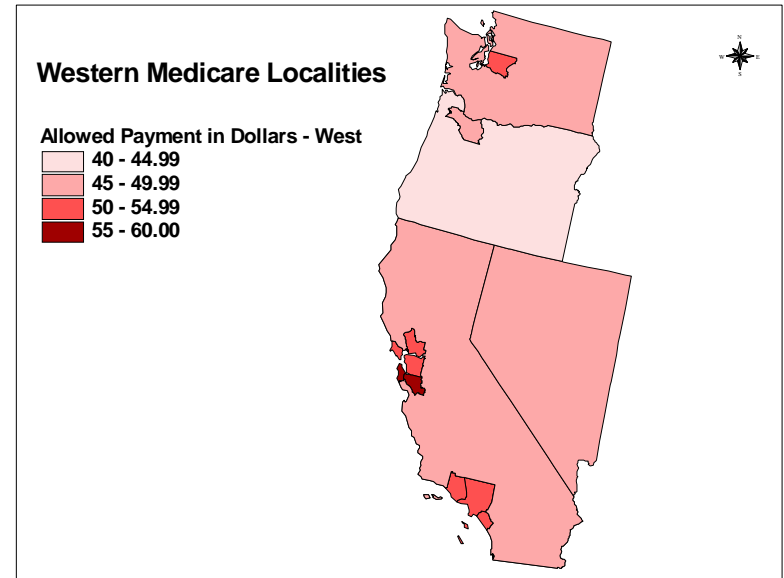 Western Medicare Localities
Allowed Payment in Dollars - West
40 - 44.99
45 - 49.99
50 - 54.99
55 - 60.00
N
W E
S